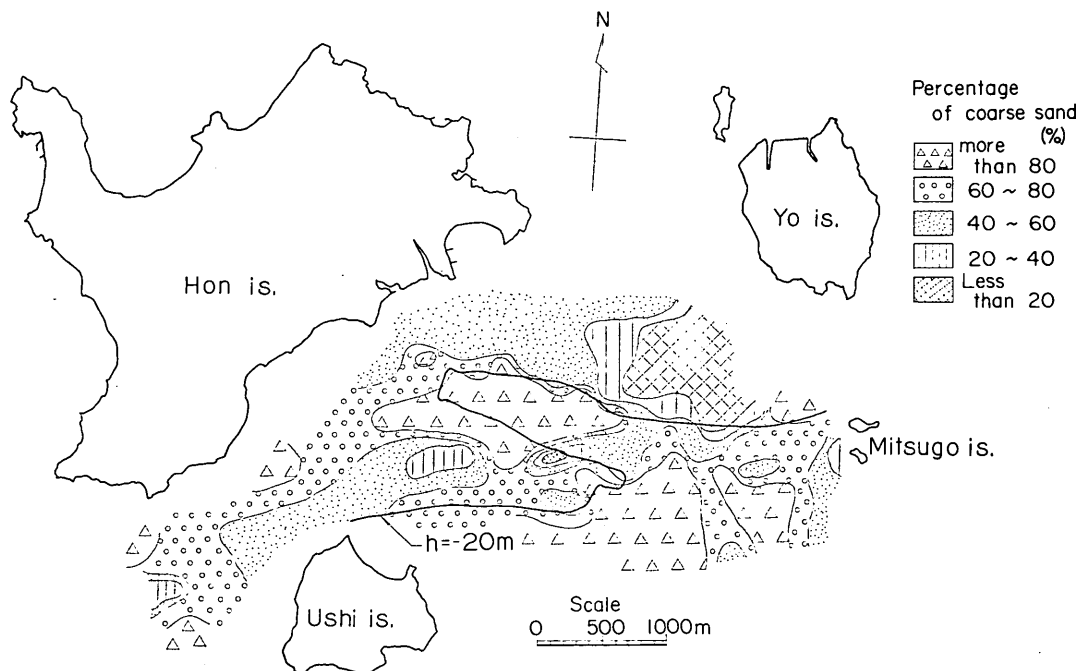 N
Percentage
of coarse sand
(%)
more
than 80
60 ~ 80
40 ~ 60
20 ~ 40
Less
than 20
Yo is.
Hon is.
Mitsugo is.
h=-20m
Ushi is.
Scale
0 500 1000m